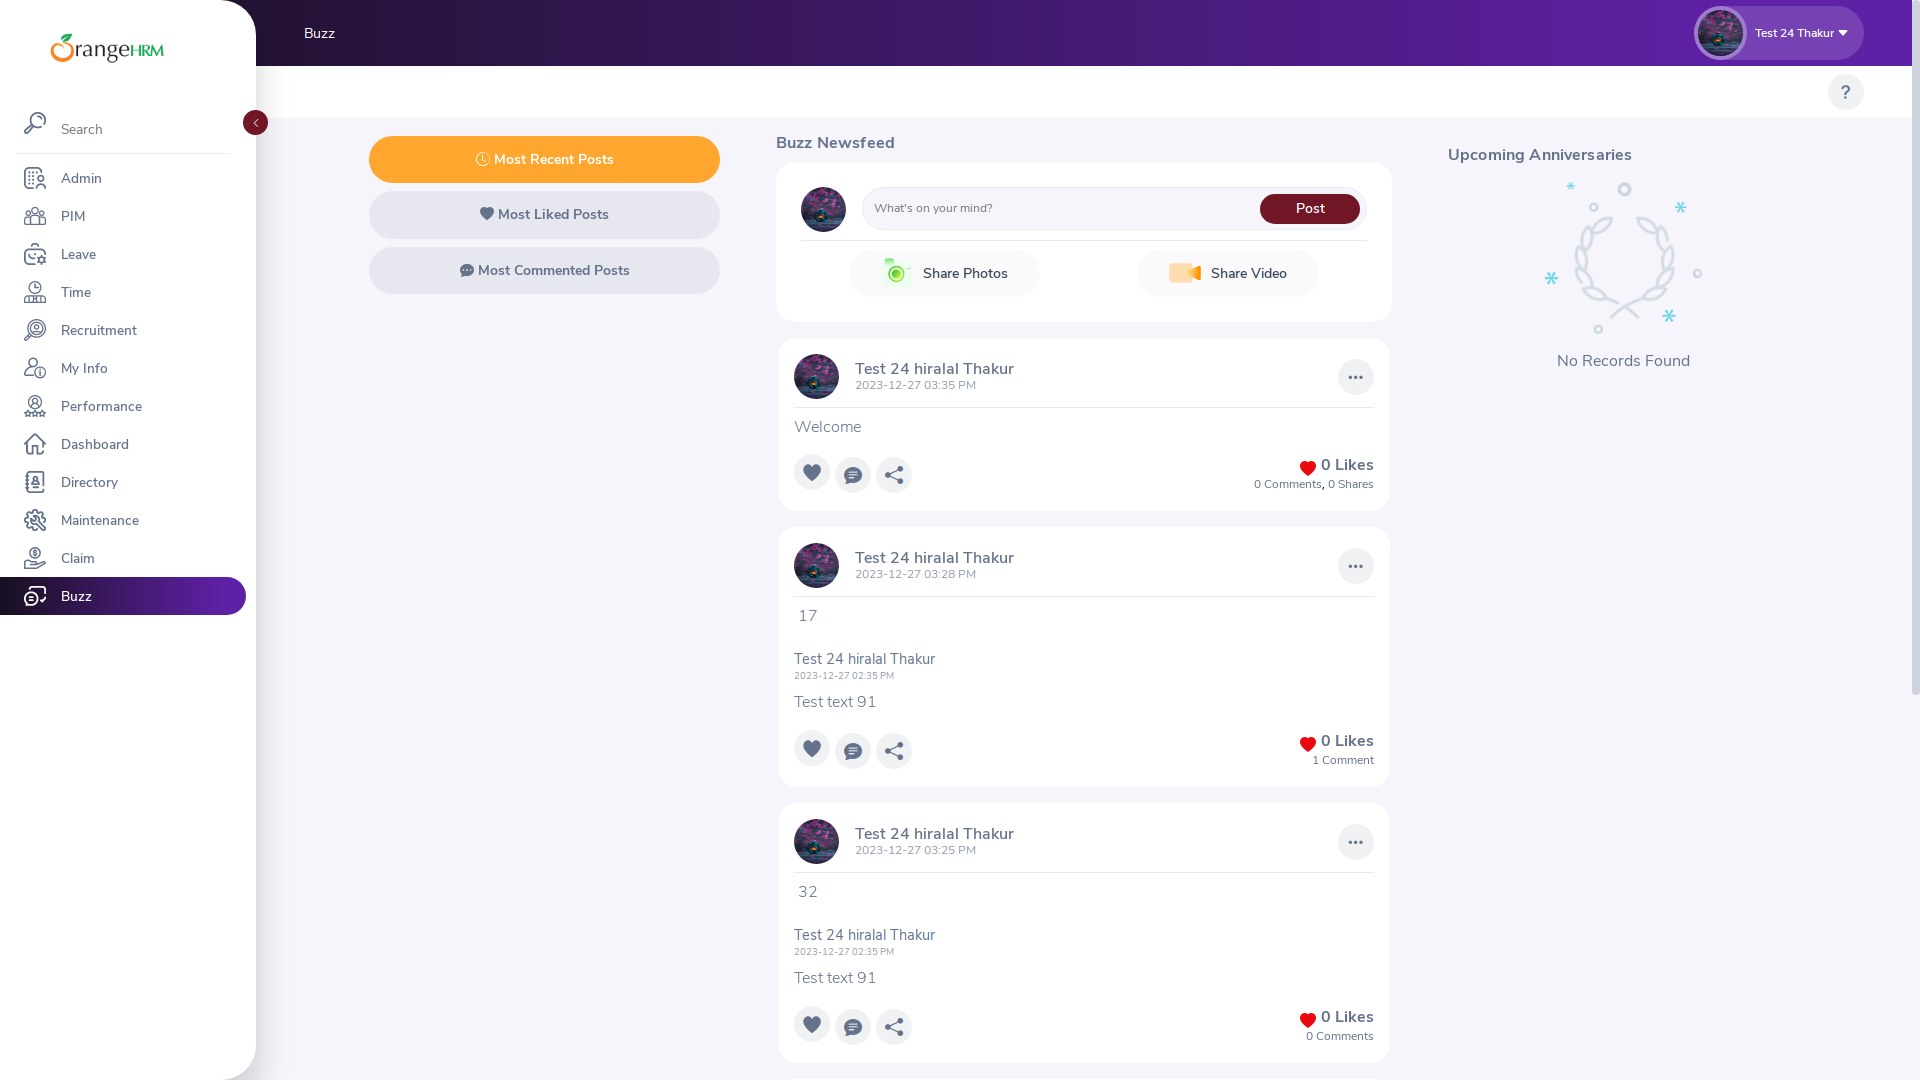 OrangeHRM
Search
Admin
PIM
Leave
Time
Recruitment
My Info
Performance
Dashboard
Directory
Maintenance
Claim
Buzz
Buzz
Test 24 Thakur
?
Most Recent Posts
Most Liked Posts
Most Commented Posts
Buzz Newsfeed
What's on your mind?
Post
Share Photos
Share Video
Test 24 hiralal Thakur
2023-12-27 03:35 PM
Welcome
0 Likes
0 Comments, 0 Shares
Test 24 hiralal Thakur
2023-12-27 03:28 PM
17
Test 24 hiralal Thakur
2023-12-27 02:35 PM
Test text 91
0 Likes
1 Comment
Test 24 hiralal Thakur
2023-12-27 03:25 PM
32
Test 24 hiralal Thakur
2023-12-27 02:35 PM
Test text 91
0 Likes
0 Comments
Upcoming Anniversaries
No Records Found